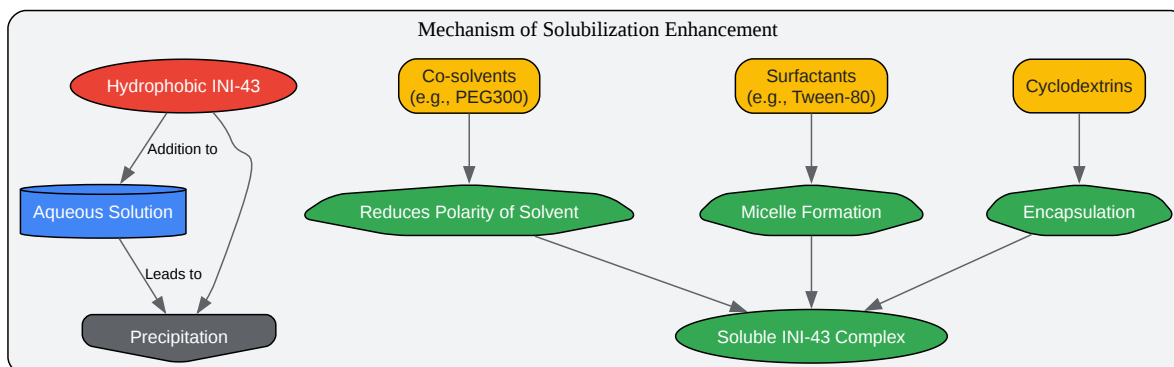 Mechanism of Solubilization Enhancement
Hydrophobic INI-43
Co-solvents
(e.g., PEG300)
Surfactants
(e.g., Tween-80)
Cyclodextrins
Addition to
Aqueous Solution
Reduces Polarity of Solvent
Micelle Formation
Encapsulation
Leads to
Precipitation
Soluble INI-43 Complex